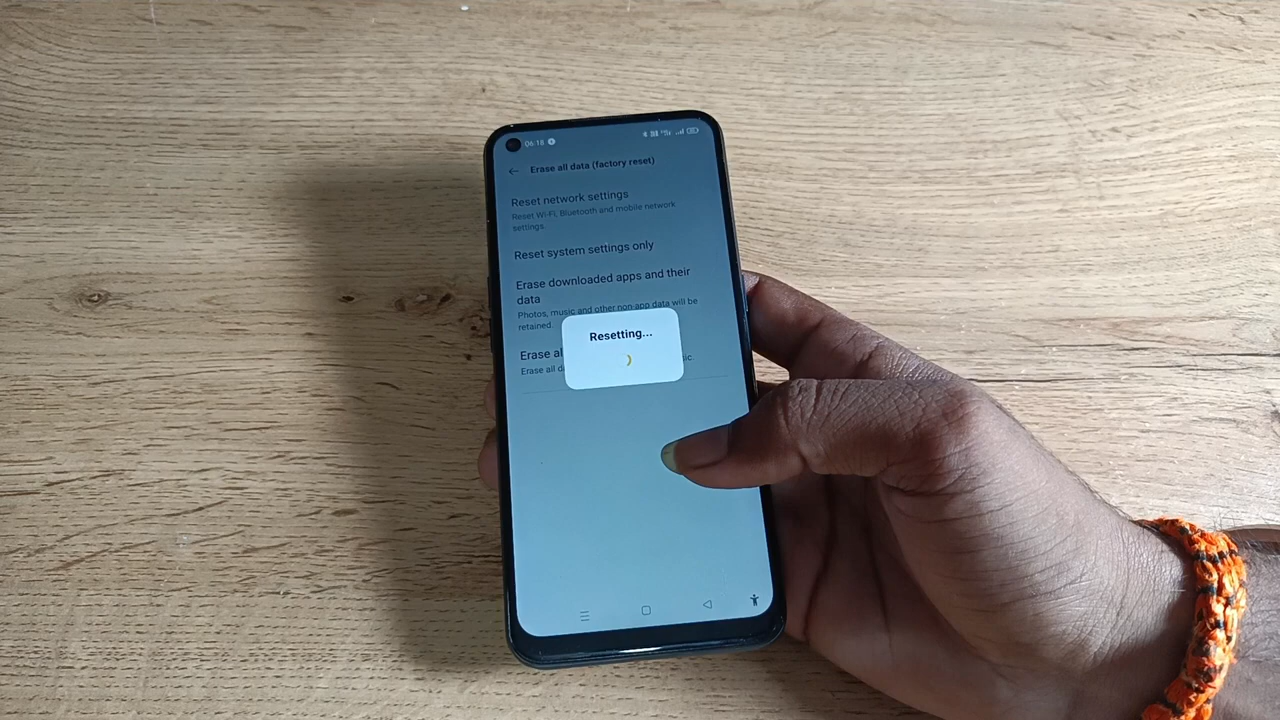 06:18
Erase all data (factory reset)
Reset network settings
Reset Wi-Fi, Bluetooth and mobile network
settings.
Reset system settings only
Erase downloaded apps and their
data
Photos, music and other non-app data will be
retained.
Resetting...
Erase al
Erase all d